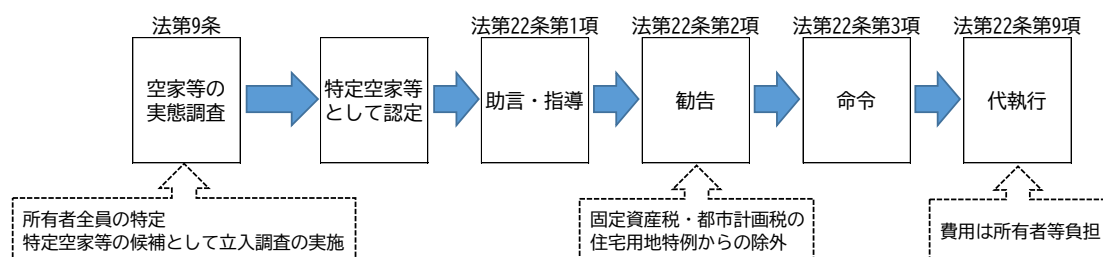 法第9条
法第22条第1項
法第22条第2項
法第22条第3項
法第22条第9項
空家等の
実態調査
特定空家等
として認定
助言・指導
勧告
命令
代執行
所有者全員の特定
特定空家等の候補として立入調査の実施
固定資産税・都市計画税の
住宅用地特例からの除外
費用は所有者等負担